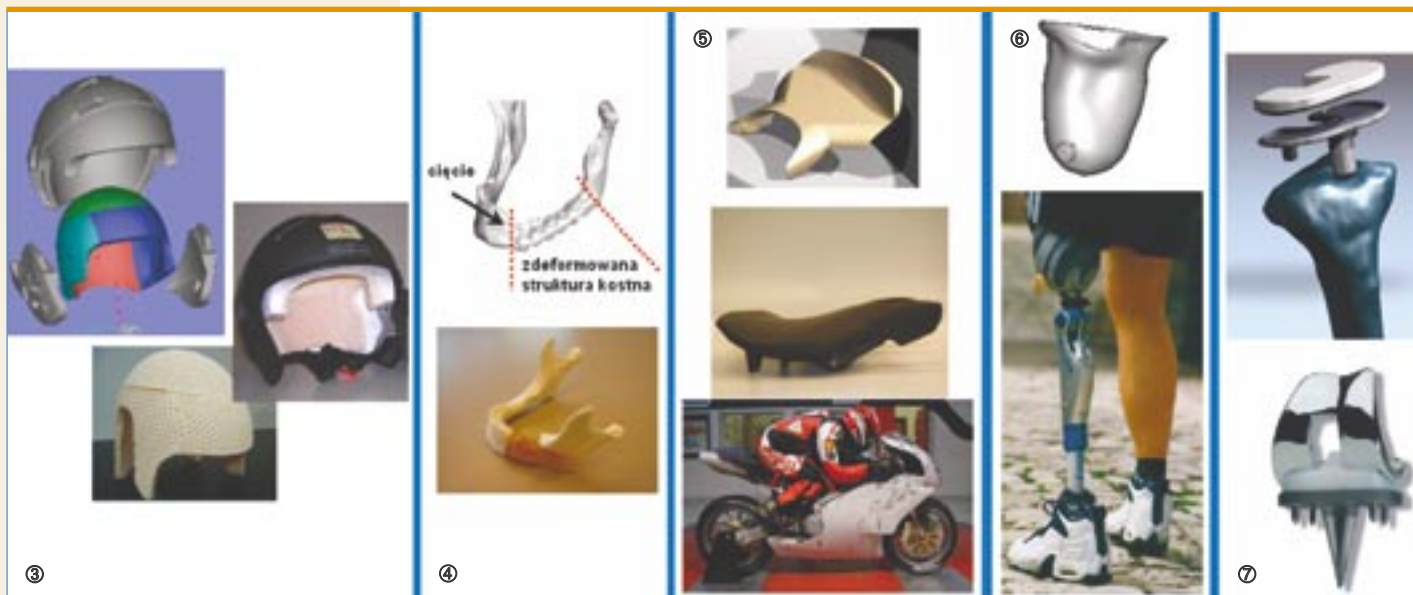 ③
④
cięcie
zdeformowana
struktura kostna
⑤
⑥
⑦